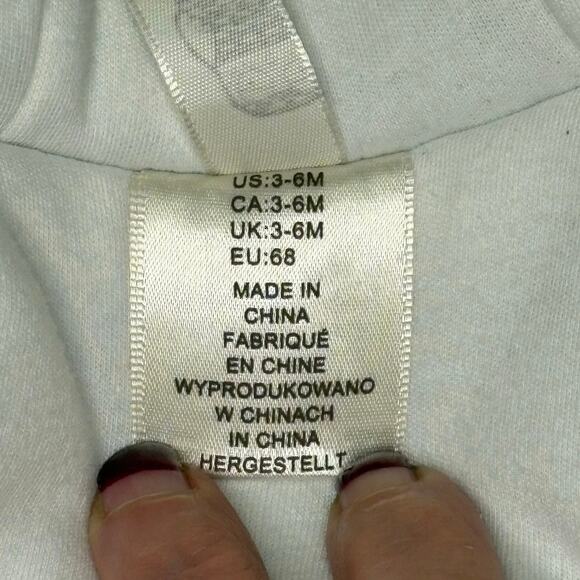 US:3-6M
CA:3-6M
UK:3-6M
EU:68
MADE IN
CHINA
FABRIQUÉ
EN CHINE
WYPRODUKOWANO
W CHINACH
IN CHINA
HERGESTELLT